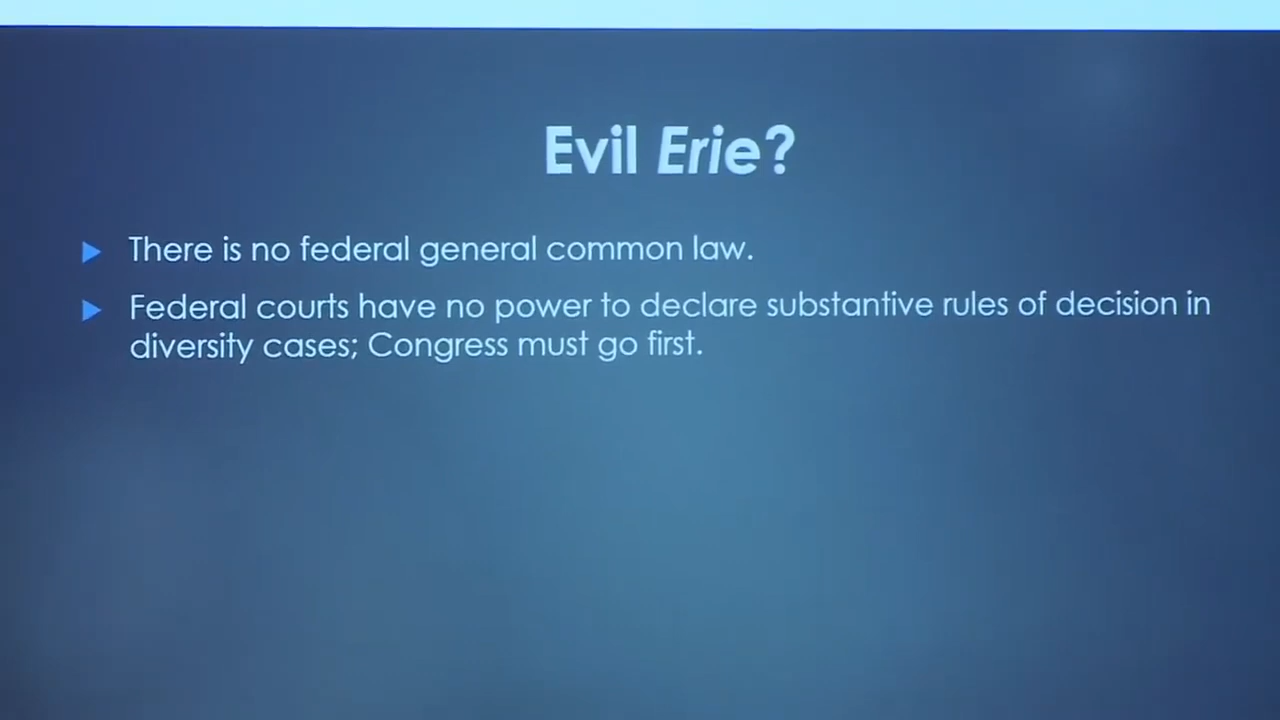 Evil Erie?
There is no federal general common law.
Federal courts have no power to declare substantive rules of decision in
diversity cases; Congress must go first.